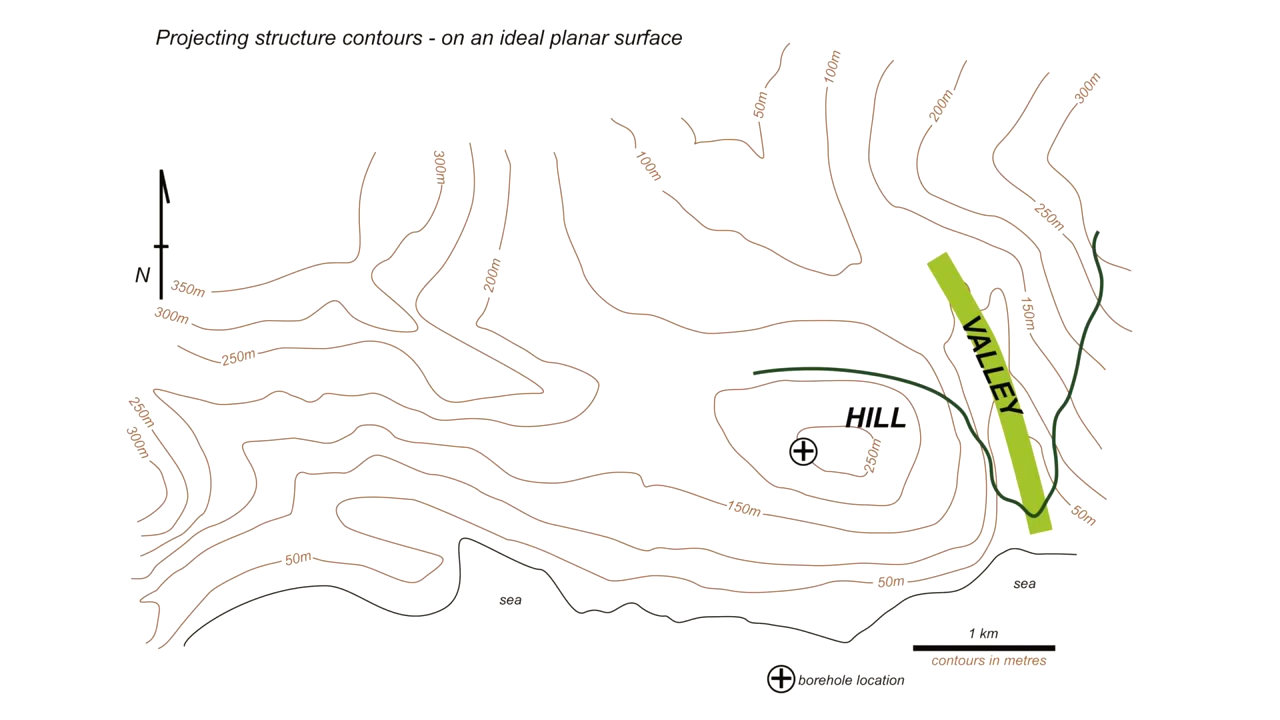 Projecting structure contours - on an ideal planar surface
50m
100m
200m
300m
100m
300m
250m
200m
N
350m
300m
150m
250m
VALLEY
250m
300m
HILL
250m
150m
50m
50m
50m
sea
sea
1 km
contours in metres
borehole location